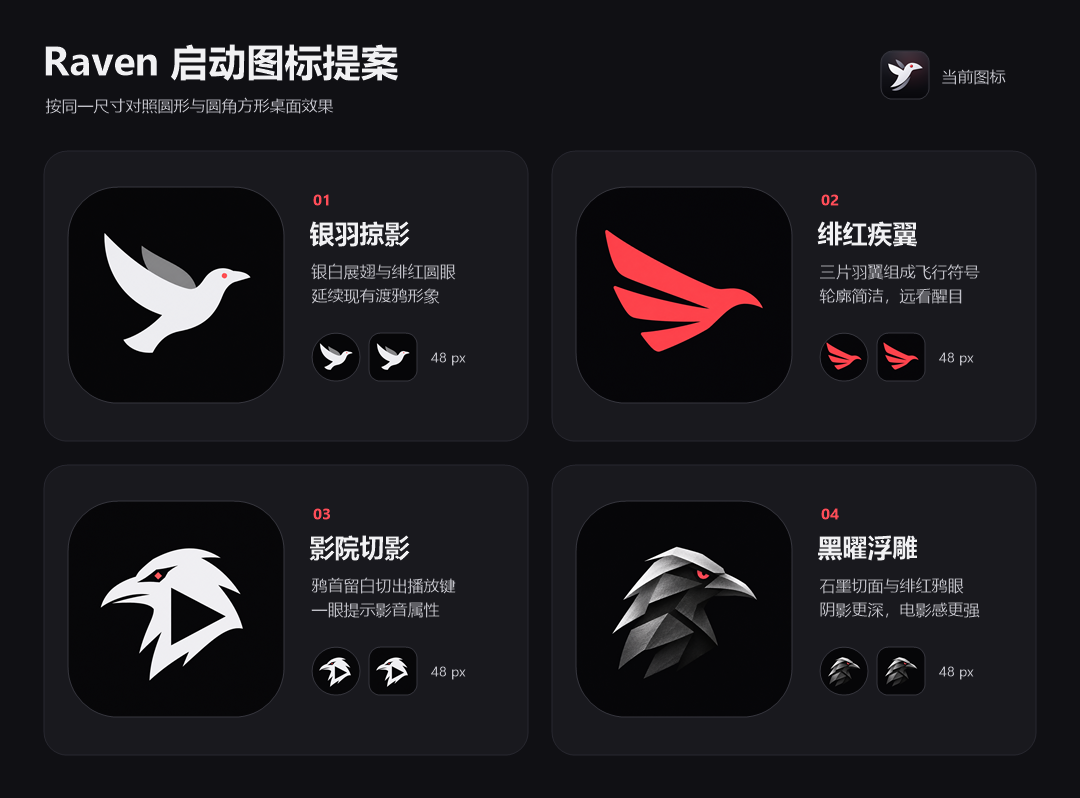 Raven 启动图标提案
按同一尺寸对照圆形与圆角方形桌面效果
当前图标
01
银羽掠影
银白展翅与绯红圆眼
延续现有渡鸦形象
48 px
02
绯红疾翼
三片羽翼组成飞行符号
轮廓简洁，远看醒目
48 px
03
影院切影
鸦首留白切出播放键
一眼提示影音属性
48 px
04
黑曜浮雕
石墨切面与绯红鸦眼
阴影更深，电影感更强
48 px